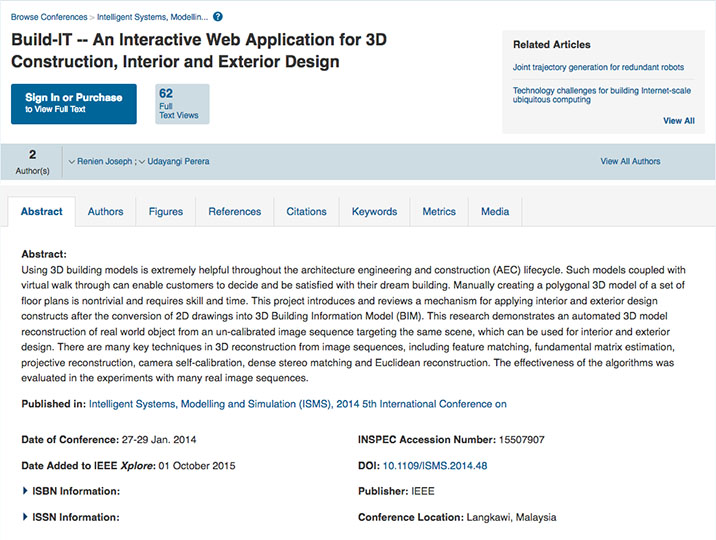 Browse Conferences > Intelligent Systems, Modellin... ?
Build-IT -- An Interactive Web Application for 3D
Construction, Interior and Exterior Design
Sign In or Purchase
to View Full Text
62
Full
Text Views
Related Articles
Joint trajectory generation for redundant robots
Technology challenges for building Internet-scale
ubiquitous computing
View All
2
Author(s)
Renien Joseph ; Udayangi Perera
View All Authors
Abstract Authors Figures References Citations Keywords Metrics Media
Abstract:
Using 3D building models is extremely helpful throughout the architecture engineering and construction (AEC) lifecycle. Such models coupled with
virtual walk through can enable customers to decide and be satisfied with their dream building. Manually creating a polygonal 3D model of a set of
floor plans is nontrivial and requires skill and time. This project introduces and reviews a mechanism for applying interior and exterior design
constructs after the conversion of 2D drawings into 3D Building Information Model (BIM). This research demonstrates an automated 3D model
reconstruction of real world object from an un-calibrated image sequence targeting the same scene, which can be used for interior and exterior
design. There are many key techniques in 3D reconstruction from image sequences, including feature matching, fundamental matrix estimation,
projective reconstruction, camera self-calibration, dense stereo matching and Euclidean reconstruction. The effectiveness of the algorithms was
evaluated in the experiments with many real image sequences.
Published in: Intelligent Systems, Modelling and Simulation (ISMS), 2014 5th International Conference on
Date of Conference: 27-29 Jan. 2014
INSPEC Accession Number: 15507907
Date Added to IEEE Xplore: 01 October 2015
DOI: 10.1109/ISMS.2014.48
ISBN Information:
Publisher: IEEE
ISSN Information:
Conference Location: Langkawi, Malaysia